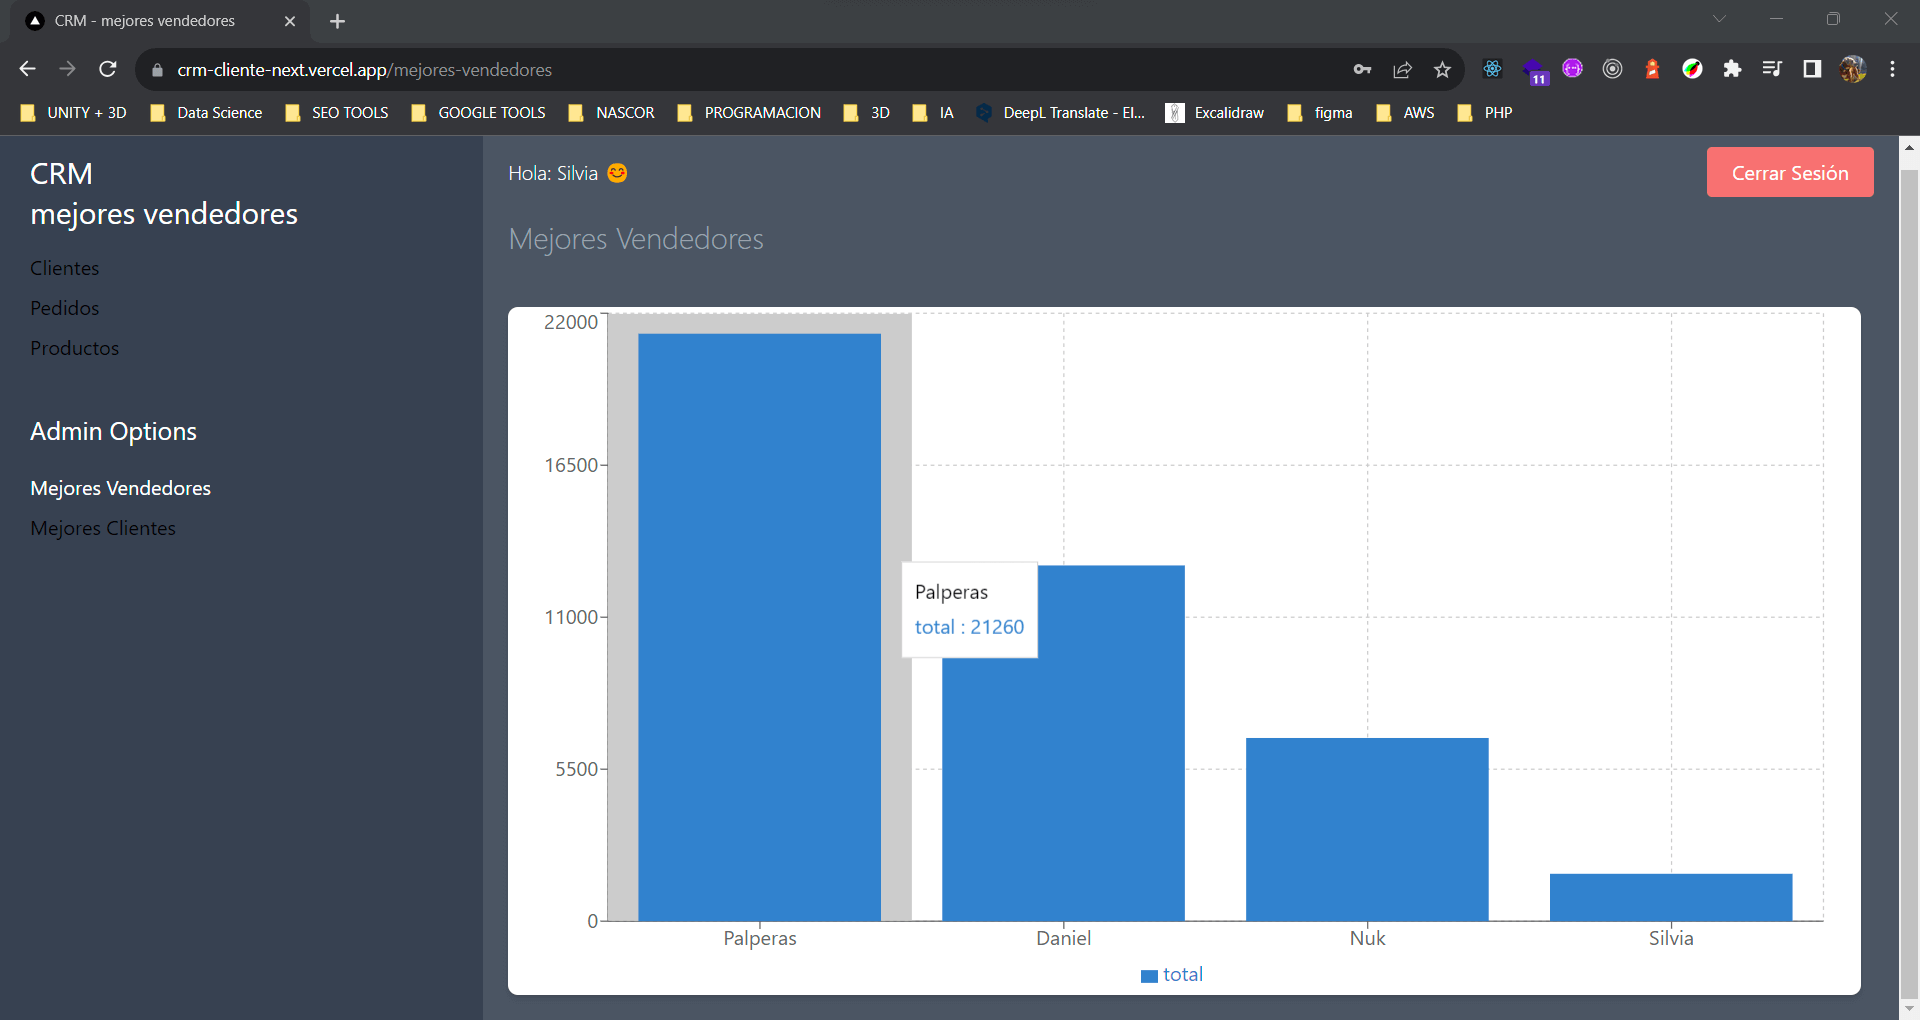 CRM - mejores vendedores
crm-cliente-next.vercel.app/mejores-vendedores
11
UNITY + 3D
Data Science
SEO TOOLS
GOOGLE TOOLS
NASCOR
PROGRAMACION
3D
IA
DeepL Translate - El...
Excalidraw
figma
AWS
PHP
CRM
mejores vendedores
Clientes
Pedidos
Productos
Admin Options
Mejores Vendedores
Mejores Clientes
Hola: Silvia 😊
Cerrar Sesión
Mejores Vendedores
22000
16500
11000
5500
0
Palperas
total : 21260
Palperas
Daniel
Nuk
Silvia
total